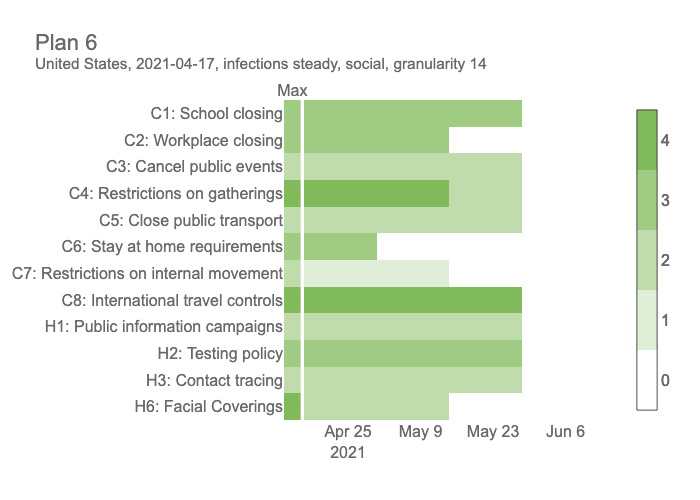 Plan 6
United States, 2021-04-17, infections steady, social, granularity 14
Max
C1: School closing
C2: Workplace closing
C3: Cancel public events
C4: Restrictions on gatherings
C5: Close public transport
C6: Stay at home requirements
C7: Restrictions on internal movement
C8: International travel controls
H1: Public information campaigns
H2: Testing policy
H3: Contact tracing
H6: Facial Coverings
Apr 25 May 9 May 23 Jun 6
2021
4
3
2
1
0